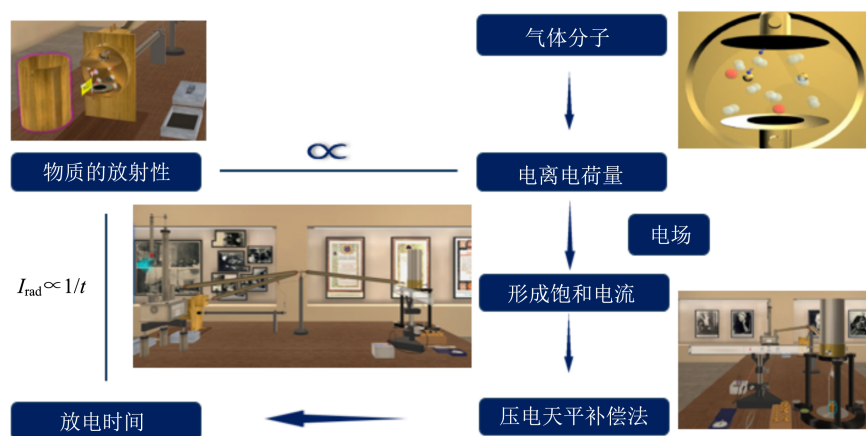 气体分子
物质的放射性
∝
电离电荷量
电场
I_rad∝1/t
形成饱和电流
放电时间
压电天平补偿法